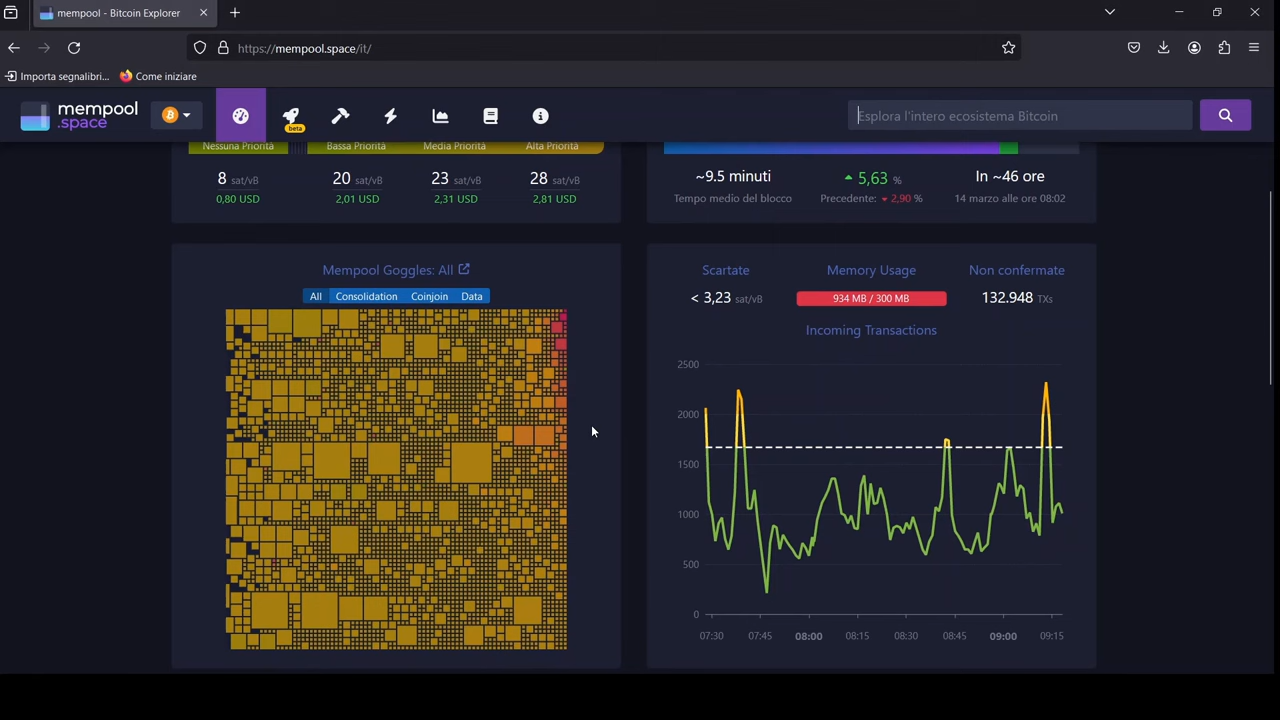 mempool - Bitcoin Explorer
https://mempool.space/it/
Importa segnalibri...
Come iniziare
mempool
.space
beta
Esplora l'intero ecosistema Bitcoin
Nessuna Priorità
Bassa Priorità
Media Priorità
Alta Priorità
8 sat/vB
20 sat/vB
23 sat/vB
28 sat/vB
0,80 USD
2,01 USD
2,31 USD
2,81 USD
~9.5 minuti
5,63 %
In ~46 ore
Tempo medio del blocco
Precedente: 2,90 %
14 marzo alle ore 08:02
Mempool Goggles: All
All
Consolidation
Coinjoin
Data
Scartate
Memory Usage
Non confermate
< 3,23 sat/vB
934 MB / 300 MB
132.948 TXs
Incoming Transactions
2500
2000
1500
1000
500
0
07:30
07:45
08:00
08:15
08:30
08:45
09:00
09:15